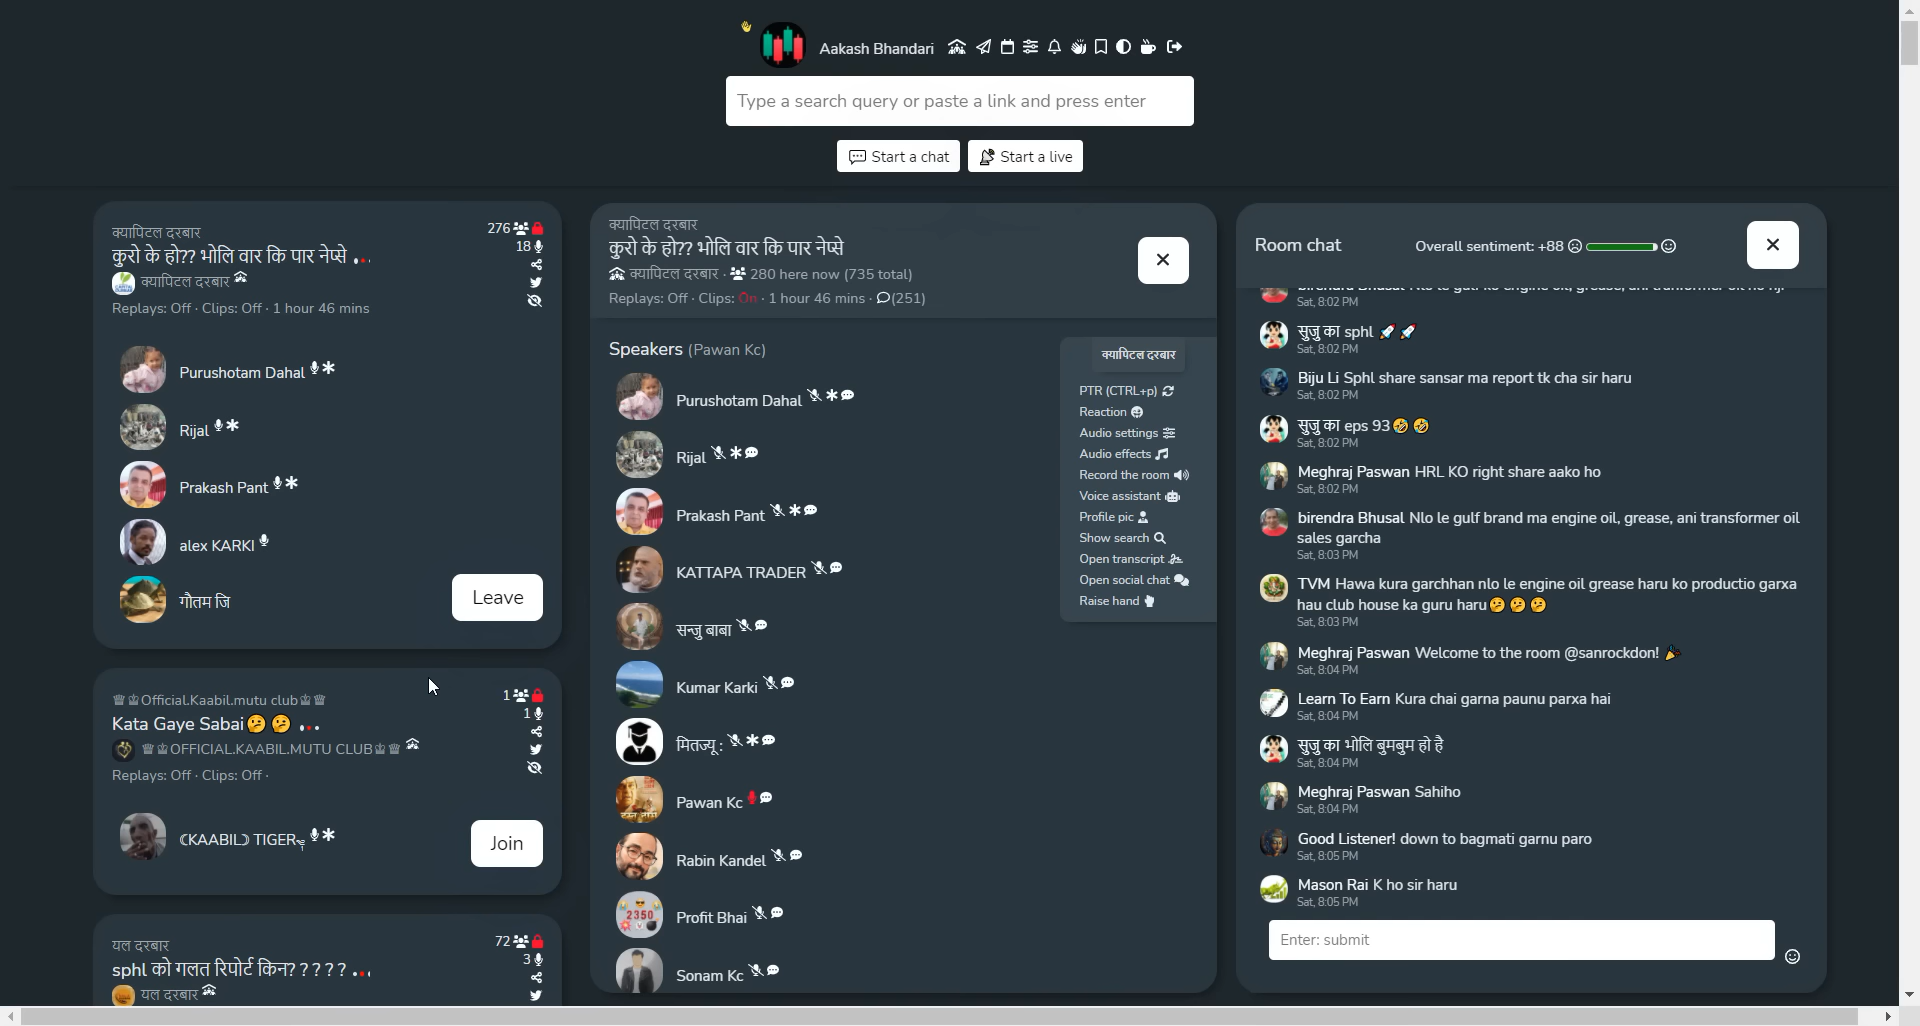 Aakash Bhandari
Type a search query or paste a link and press enter
Start a chat
Start a live
क्यापिटल दरबार
276
कुरो के हो?? भोलि वार कि पार नेप्से
18
क्यापिटल दरबार
Replays: Off · Clips: Off · 1 hour 46 mins
Purushotam Dahal
Rijal
Prakash Pant
alex KARKI
गौतम जि
Leave
♕♔Official.Kaabil.mutu club♔♕
1
Kata Gaye Sabai🤔🤔
1
♕♔OFFICIAL.KAABIL.MUTU CLUB♔♕
Replays: Off · Clips: Off ·
☾KAABIL☽ TIGER
Join
यल दरबार
72
sphl को गलत रिपोर्ट किन? ? ? ? ?
3
यल दरबार
क्यापिटल दरबार
कुरो के हो?? भोलि वार कि पार नेप्से
क्यापिटल दरबार · 280 here now (735 total)
Replays: Off · Clips: On · 1 hour 46 mins · (251)
Speakers (Pawan Kc)
Purushotam Dahal
Rijal
Prakash Pant
KATTAPA TRADER
सन्जु बाबा
Kumar Karki
मितज्यू :
Pawan Kc
Rabin Kandel
2350
Profit Bhai
Sonam Kc
क्यापिटल दरबार
PTR (CTRL+p)
Reaction
Audio settings
Audio effects
Record the room
Voice assistant
Profile pic
Show search
Open transcript
Open social chat
Raise hand
Room chat
Overall sentiment: +88
Sat, 8:02 PM
सुजु का sphl 🚀🚀
Sat, 8:02 PM
Biju Li Sphl share sansar ma report tk cha sir haru
Sat, 8:02 PM
सुजु का eps 93🤣🤣
Sat, 8:02 PM
Meghraj Paswan HRL KO right share aako ho
Sat, 8:02 PM
birendra Bhusal Nlo le gulf brand ma engine oil, grease, ani transformer oil
sales garcha
Sat, 8:03 PM
TVM Hawa kura garchhan nlo le engine oil grease haru ko productio garxa
hau club house ka guru haru🤔🤔🤔
Sat, 8:03 PM
Meghraj Paswan Welcome to the room @sanrockdon! 🎉
Sat, 8:04 PM
Learn To Earn Kura chai garna paunu parxa hai
Sat, 8:04 PM
सुजु का भोलि बुमबुम हो है
Sat, 8:04 PM
Meghraj Paswan Sahiho
Sat, 8:04 PM
Good Listener! down to bagmati garnu paro
Sat, 8:05 PM
Mason Rai K ho sir haru
Sat, 8:05 PM
Enter: submit